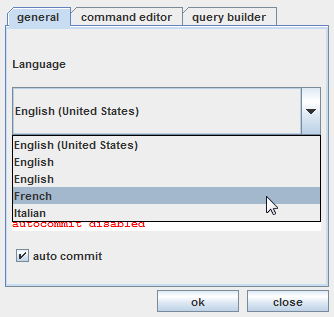 general command editor query builder
Language
English (United States)
English (United States)
English
English
French
Italian
autocommit disabled
auto commit
ok close